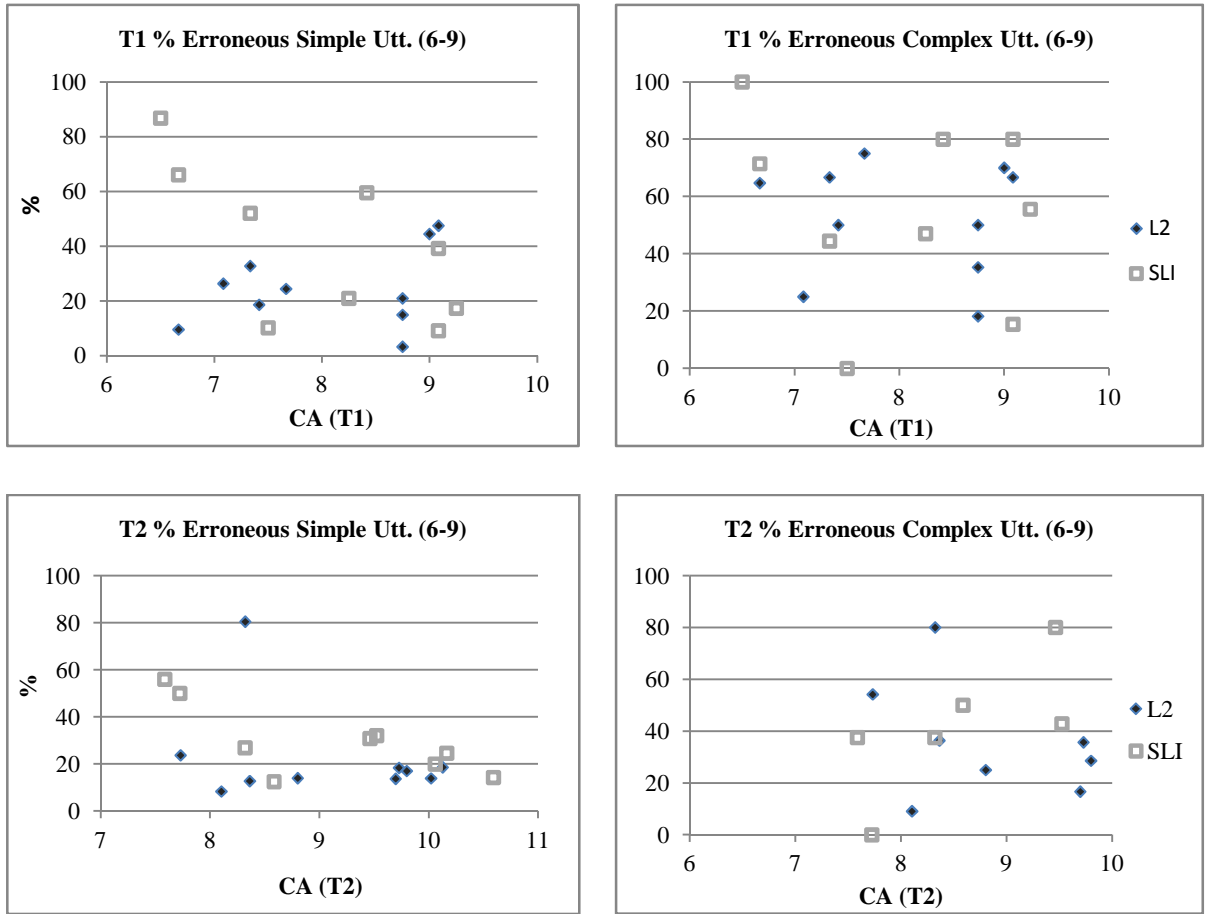 T1 % Erroneous Simple Utt. (6-9)
100
80
60
40
20
0
%
6 7 8 9 10
CA (T1)
T1 % Erroneous Complex Utt. (6-9)
100
80
60
40
20
0
6 7 8 9 10
CA (T1)
L2
SLI
T2 % Erroneous Simple Utt. (6-9)
100
80
60
40
20
0
%
7 8 9 10 11
CA (T2)
T2 % Erroneous Complex Utt. (6-9)
100
80
60
40
20
0
6 7 8 9 10
CA (T2)
L2
SLI